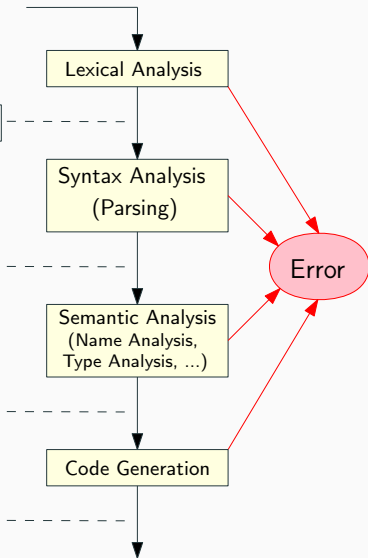 Lexical Analysis
Syntax Analysis
(Parsing)
Error
Semantic Analysis
(Name Analysis,
Type Analysis, ...)
Code Generation